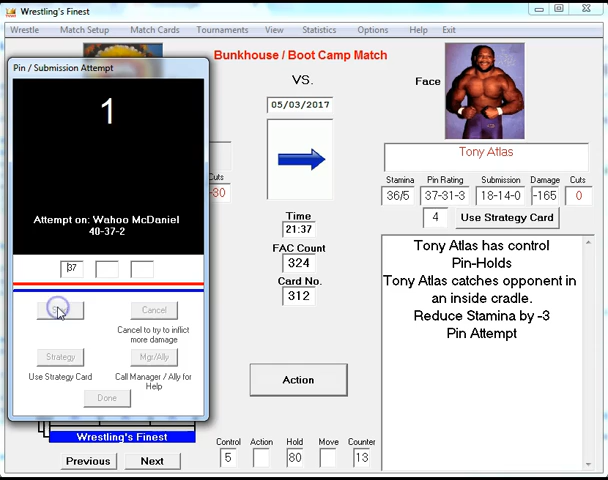 Wrestling's Finest
Wrestle Match Setup Match Cards Tournaments View Statistics Options Help Exit
Pin / Submission Attempt
1
Attempt on: Wahoo McDaniel
40-37-2
37
Cancel
Cancel to try to inflict
more damage
Strategy
Mgr/Ally
Use Strategy Card
Call Manager / Ally for
Help
Done
Bunkhouse / Boot Camp Match
VS.
05/03/2017
Face
Tony Atlas
Cuts
-30
Stamina Pin Rating Submission Damage Cuts
36/5 37-31-3 18-14-0 -165 0
4 Use Strategy Card
Time
21:37
FAC Count
324
Card No.
312
Tony Atlas has control
Pin-Holds
Tony Atlas catches opponent in
an inside cradle.
Reduce Stamina by -3
Pin Attempt
Action
Wrestling's Finest
Previous Next
Control Action Hold Move Counter
5 80 13